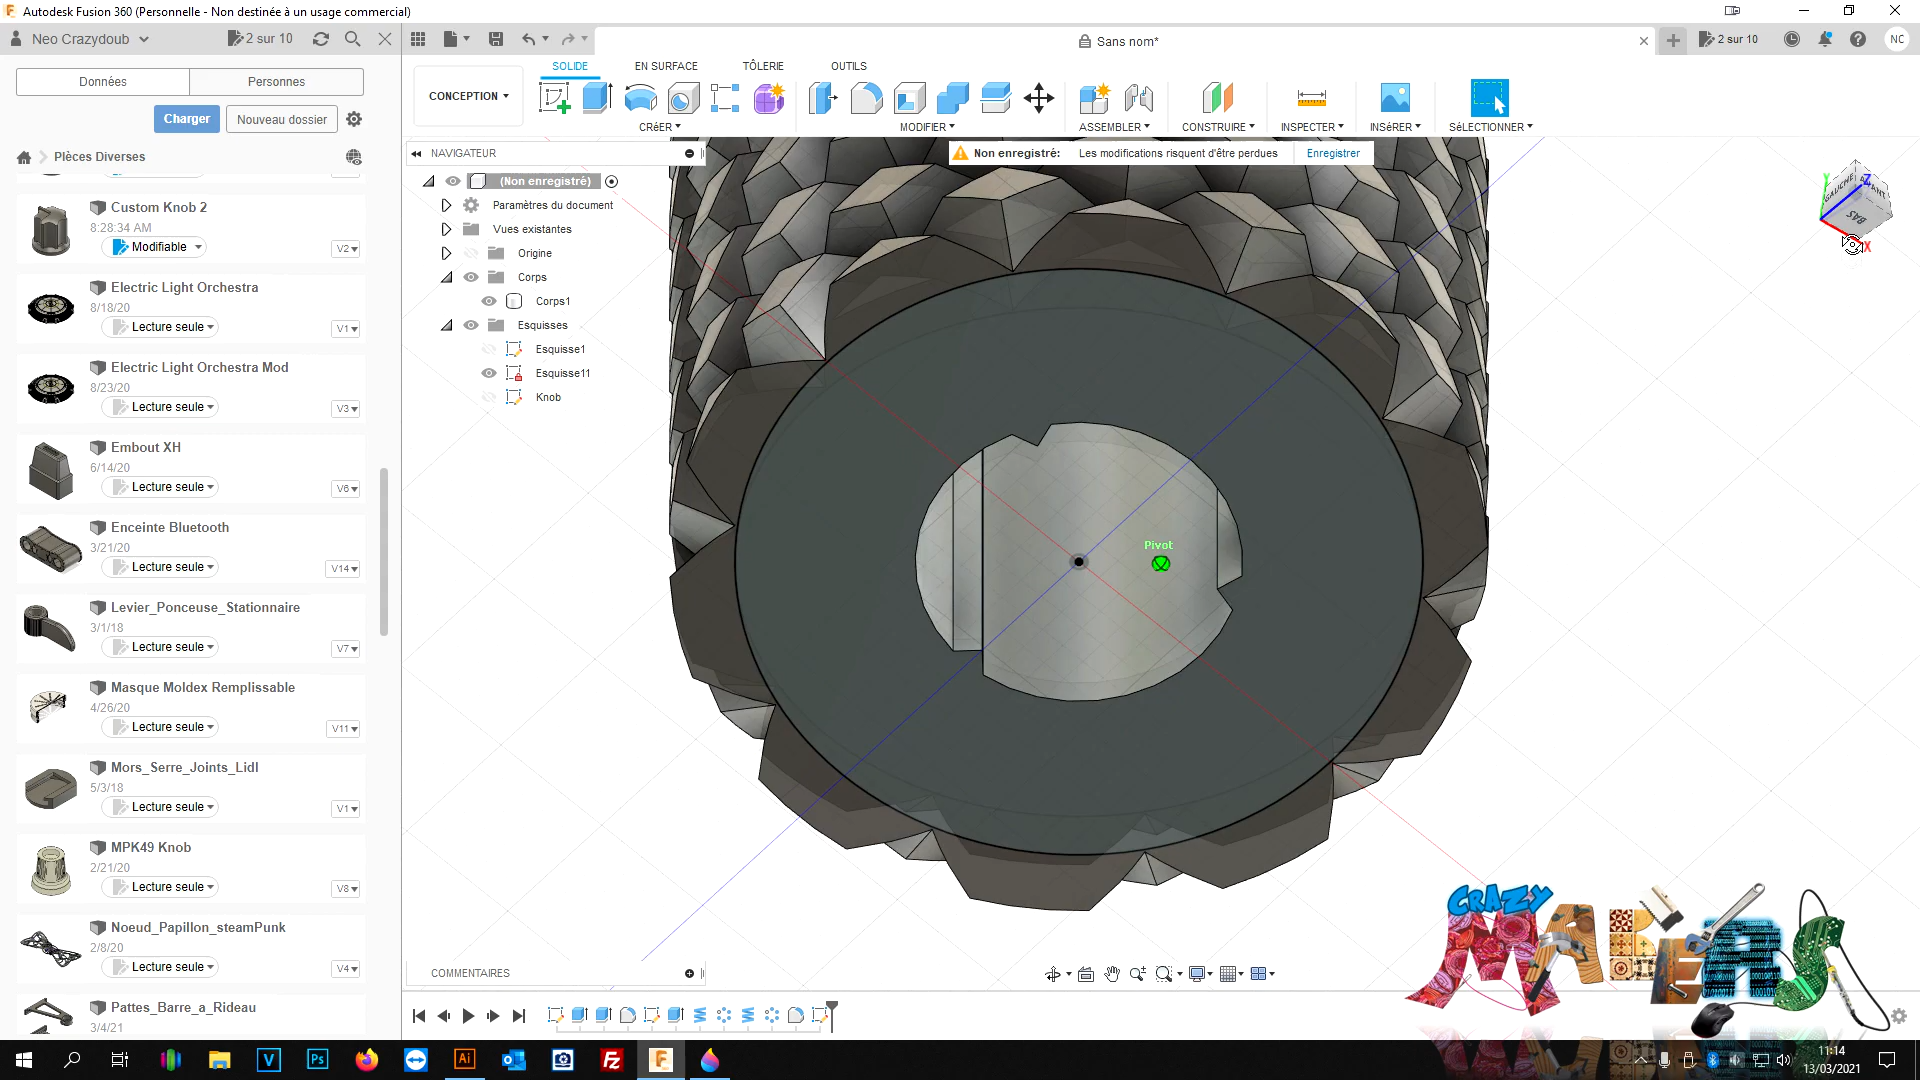 Autodesk Fusion 360 (Personnelle - Non destinée à un usage commercial)
Neo Crazydoub
2 sur 10
Sans nom*
2 sur 10
NC
Données
Personnes
Charger
Nouveau dossier
Plèces Diverses
CONCEPTION
SOLIDE
EN SURFACE
TÔLERIE
OUTILS
CRÉER
MODIFIER
ASSEMBLER
CONSTRUIRE
INSPECTER
INSÉRER
SÉLECTIONNER
NAVIGATEUR
Non enregistré:
Les modifications risquent d'être perdues
Enregistrer
(Non enregistré)
Paramètres du document
Vues existantes
Origine
Corps
Corps1
Esquisses
Esquisse1
Esquisse11
Knob
Custom Knob 2
8:28:34 AM
Modifiable
V2
Electric Light Orchestra
8/18/20
Lecture seule
V1
Electric Light Orchestra Mod
8/23/20
Lecture seule
V3
Embout XH
6/14/20
Lecture seule
V6
Enceinte Bluetooth
3/21/20
Lecture seule
V14
Levier_Ponceuse_Stationnaire
3/1/18
Lecture seule
V7
Masque Moldex Remplissable
4/26/20
Lecture seule
V11
Mors_Serre_Joints_Lidl
5/3/18
Lecture seule
V1
MPK49 Knob
2/21/20
Lecture seule
V8
Noeud_Papillon_steamPunk
2/8/20
Lecture seule
V4
Pattes_Barre_a_Rideau
3/4/21
Pivot
GAUCHE
AVANT
BAS
Y
Z
X
COMMENTAIRES
CRAZY
MAKERS
V
Ps
Ai
Fz
F
11:14
13/03/2021